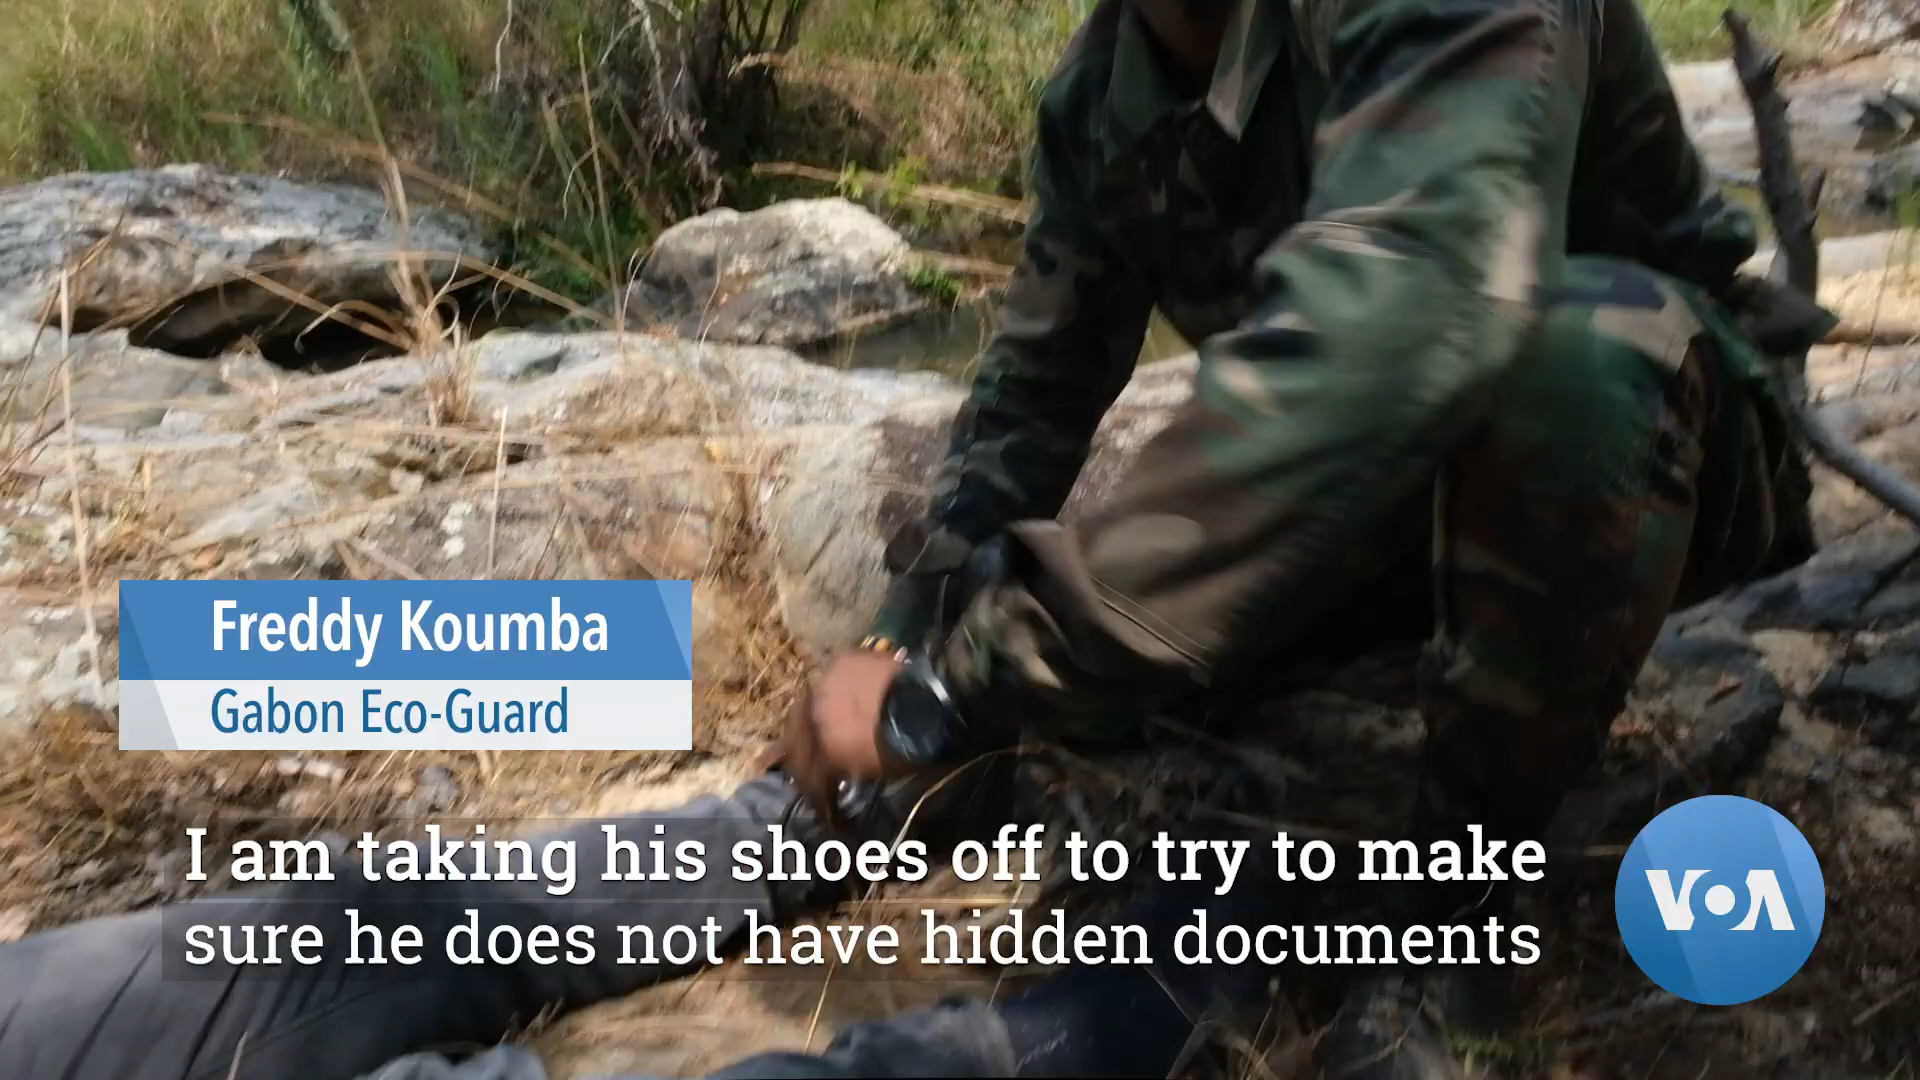 Freddy Koumba
Gabon Eco-Guard
I am taking his shoes off to try to make
sure he does not have hidden documents
VOA